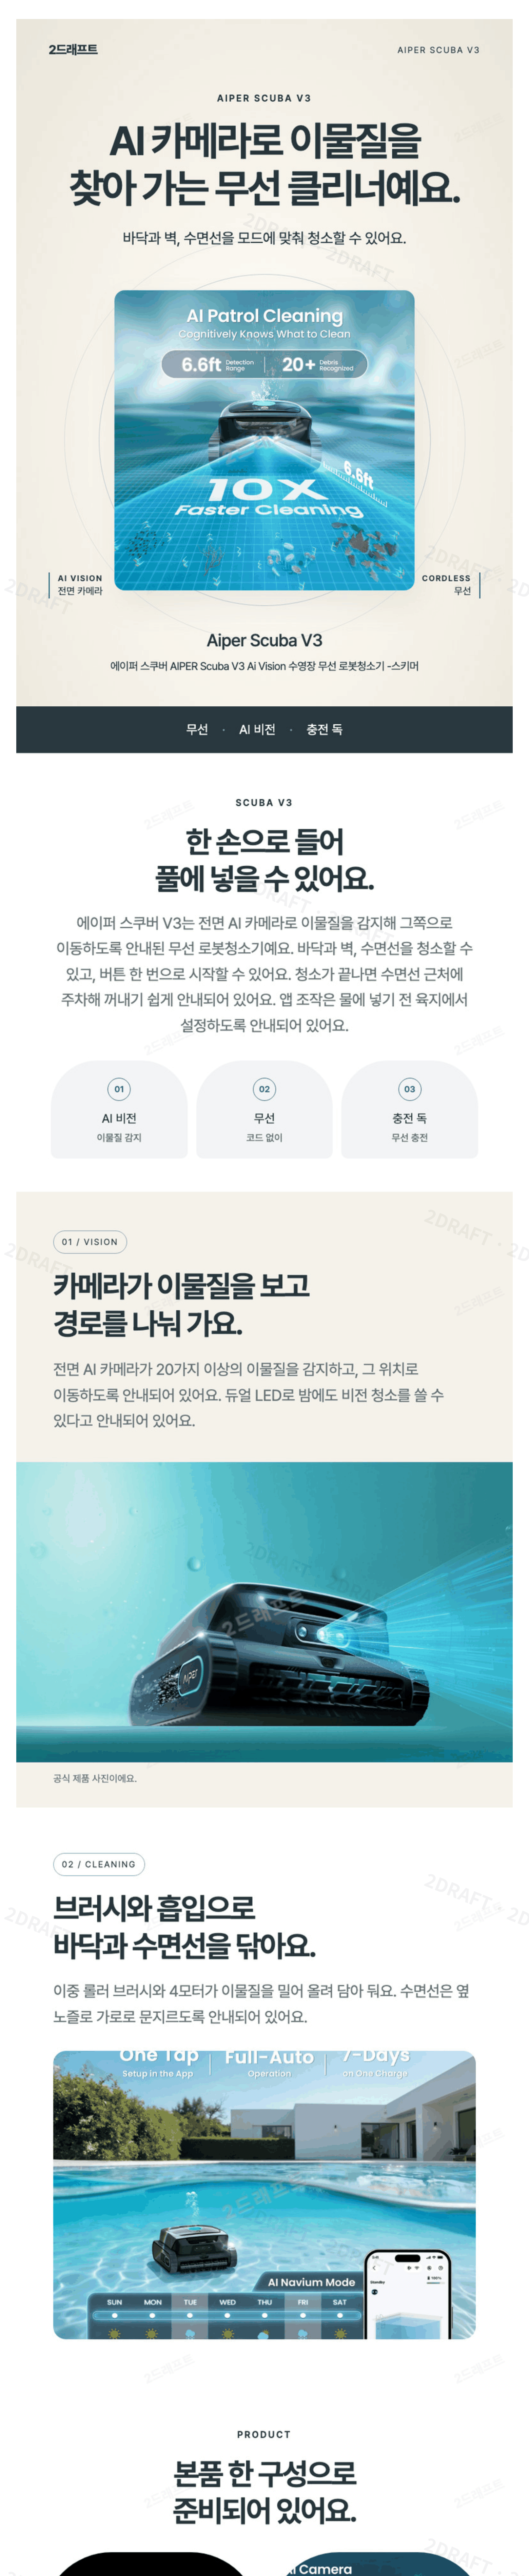 2드래프트
AIPER SCUBA V3
AIPER SCUBA V3
AI 카메라로 이물질을
찾아 가는 무선 클리너예요.
바닥과 벽, 수면선을 모드에 맞춰 청소할 수 있어요.
AI Patrol Cleaning
Cognitively Knows What to Clean
6.6ft Detection Range
20+ Debris Recognized
6.6ft
10X
Faster Cleaning
AI VISION
전면 카메라
CORDLESS
무선
Aiper Scuba V3
에이퍼 스쿠버 AIPER Scuba V3 Ai Vision 수영장 무선 로봇청소기 -스키머
무선 · AI 비전 · 충전 독
SCUBA V3
한 손으로 들어
풀에 넣을 수 있어요.
에이퍼 스쿠버 V3는 전면 AI 카메라로 이물질을 감지해 그쪽으로
이동하도록 안내된 무선 로봇청소기예요. 바닥과 벽, 수면선을 청소할 수
있고, 버튼 한 번으로 시작할 수 있어요. 청소가 끝나면 수면선 근처에
주차해 꺼내기 쉽게 안내되어 있어요. 앱 조작은 물에 넣기 전 육지에서
설정하도록 안내되어 있어요.
01
AI 비전
이물질 감지
02
무선
코드 없이
03
충전 독
무선 충전
01 / VISION
카메라가 이물질을 보고
경로를 나눠 가요.
전면 AI 카메라가 20가지 이상의 이물질을 감지하고, 그 위치로
이동하도록 안내되어 있어요. 듀얼 LED로 밤에도 비전 청소를 쓸 수
있다고 안내되어 있어요.
AIPER
공식 제품 사진이에요.
02 / CLEANING
브러시와 흡입으로
바닥과 수면선을 닦아요.
이중 롤러 브러시와 4모터가 이물질을 밀어 올려 담아 둬요. 수면선은 옆
노즐로 가로로 문지르도록 안내되어 있어요.
One Tap
Setup in the App
Full-Auto
Operation
7-Days
on One Charge
AI Navium Mode
SUN MON TUE WED THU FRI SAT
Standby
100%
PRODUCT
본품 한 구성으로
준비되어 있어요.
AI Camera
2DRAFT · 2DRAFT
2드래프트